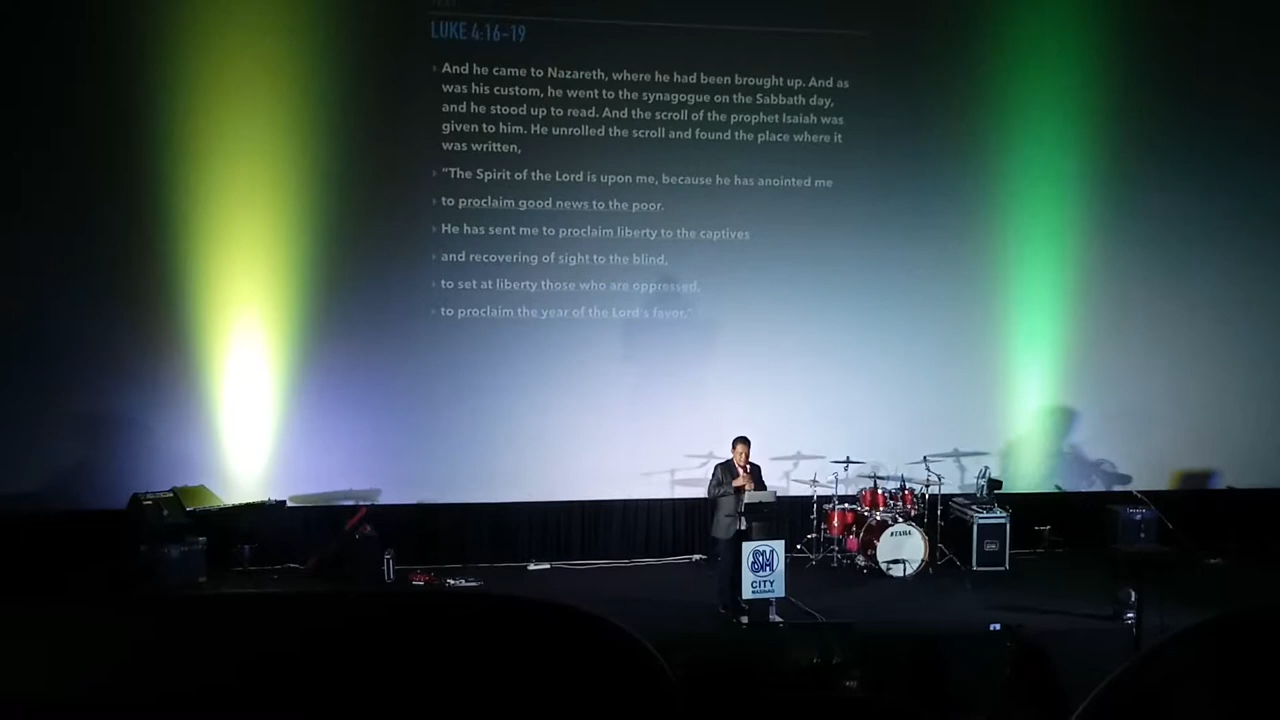 LUKE 4:16-19
And he came to Nazareth, where he had been brought up. And as
was his custom, he went to the synagogue on the Sabbath day,
and he stood up to read. And the scroll of the prophet Isaiah was
given to him. He unrolled the scroll and found the place where it
was written,
“The Spirit of the Lord is upon me, because he has anointed me
to proclaim good news to the poor.
He has sent me to proclaim liberty to the captives
and recovering of sight to the blind,
to set at liberty those who are oppressed,
to proclaim the year of the Lord's favor.”
TAMA
SM
CITY
MASINAG